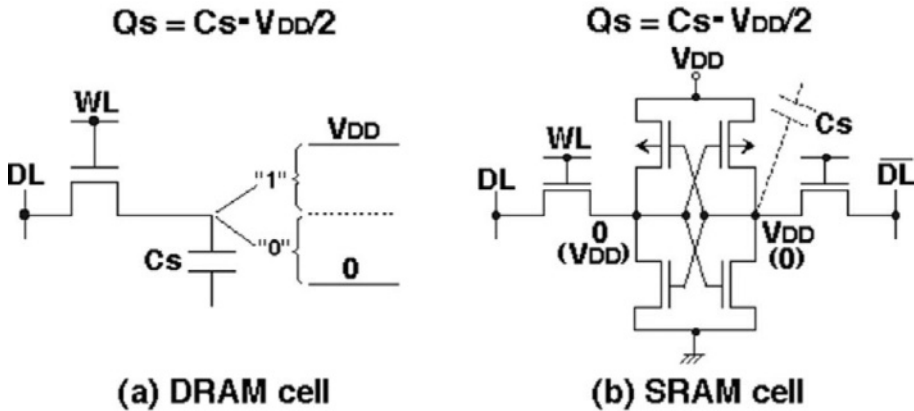 Qs = Cs- VDD/2
WL
DL
"1"
"0"
VDD
0
Cs
(a) DRAM cell
Qs = Cs- VDD/2
VDD
Cs
WL
DL
D̅L̅
0
(VDD)
VDD
(0)
(b) SRAM cell